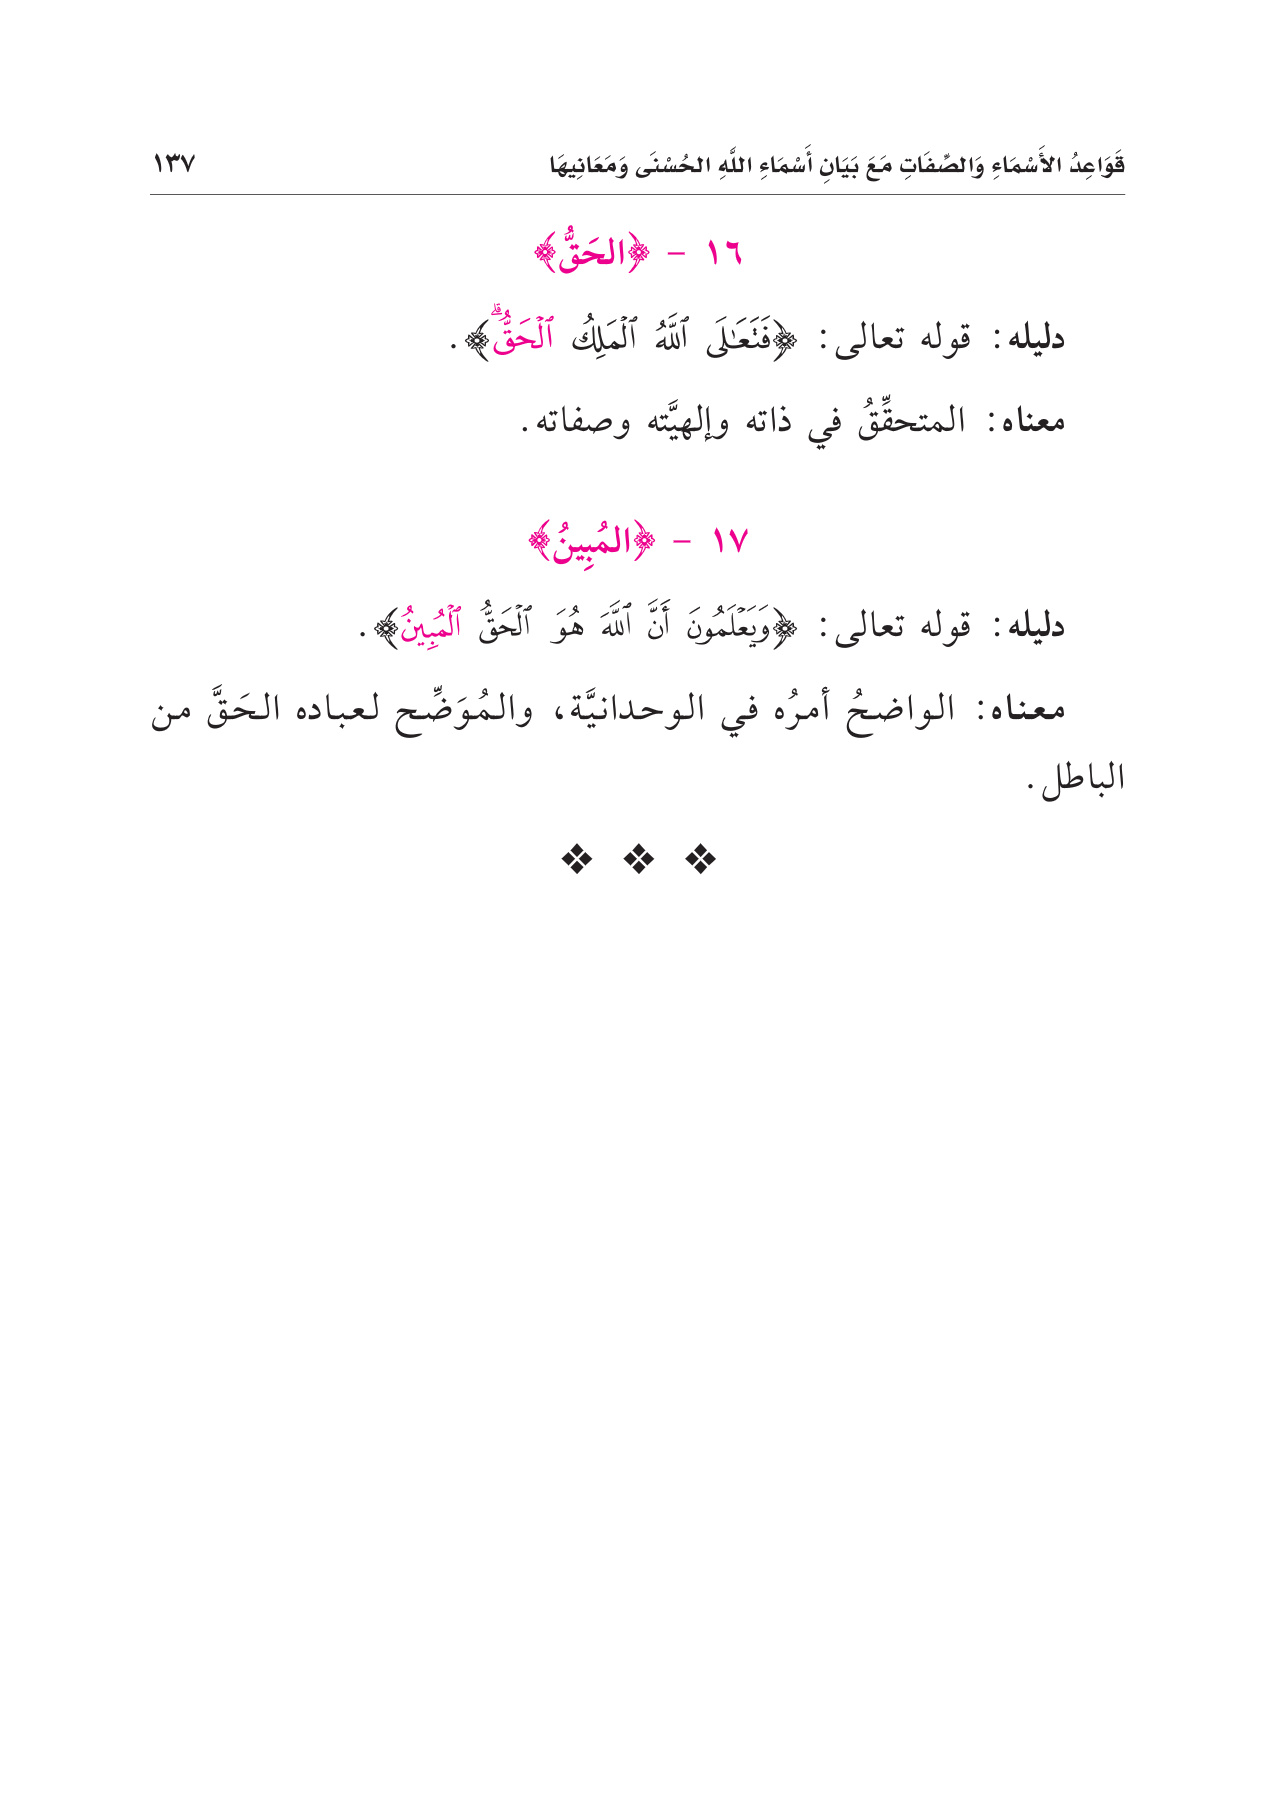 قَوَاعِدُ الأَسْمَاءِ وَالصِّفَاتِ مَعَ بَيَانِ أَسْمَاءِ اللَّهِ الحُسْنَى وَمَعَانِيهَا ١٣٧
١٦ - ﴿الحَقُّ﴾
دليله: قوله تعالى: ﴿فَتَعَٰلَى ٱللَّهُ ٱلْمَلِكُ ٱلْحَقُّۗ﴾.
معناه: المتحقِّقُ في ذاته وإلهيَّته وصفاته.
١٧ - ﴿المُبِينُ﴾
دليله: قوله تعالى: ﴿وَيَعْلَمُونَ أَنَّ ٱللَّهَ هُوَ ٱلْحَقُّ ٱلْمُبِينُ﴾.
معناه: الواضحُ أمرُه في الوحدانيَّة، والمُوَضِّح لعباده الحَقَّ من
الباطل.